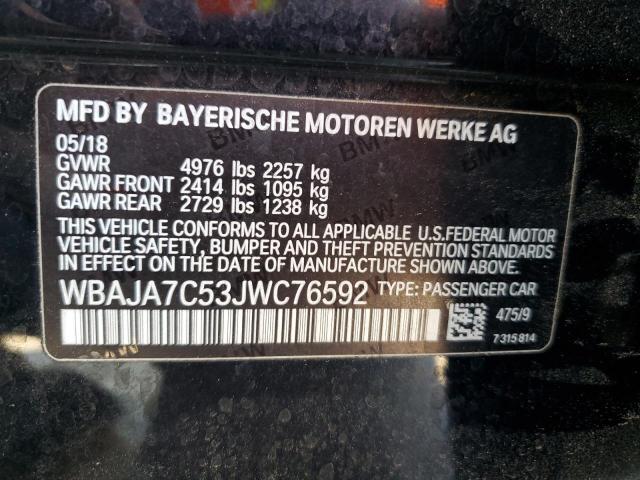 MFD BY BAYERISCHE MOTOREN WERKE AG
05/18
GVWR 4976 lbs 2257 kg
GAWR FRONT 2414 lbs 1095 kg
GAWR REAR 2729 lbs 1238 kg
THIS VEHICLE CONFORMS TO ALL APPLICABLE U.S.FEDERAL MOTOR
VEHICLE SAFETY, BUMPER AND THEFT PREVENTION STANDARDS
IN EFFECT ON THE DATE OF MANUFACTURE SHOWN ABOVE.
WBAJA7C53JWC76592 TYPE: PASSENGER CAR
475/9
7 315 814